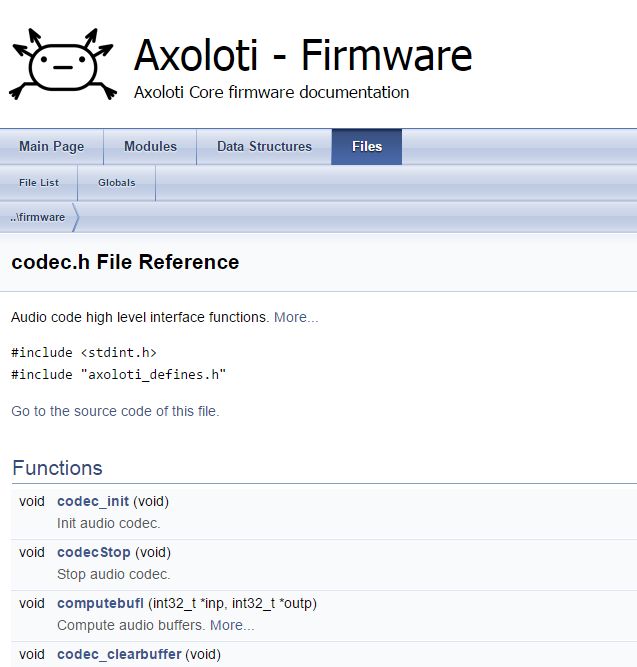 Axoloti - Firmware
Axoloti Core firmware documentation
Main Page Modules Data Structures Files
File List Globals
..\firmware
codec.h File Reference
Audio code high level interface functions. More...
#include <stdint.h>
#include "axoloti_defines.h"
Go to the source code of this file.
Functions
void codec_init (void)
Init audio codec.
void codecStop (void)
Stop audio codec.
void computebufI (int32_t *inp, int32_t *outp)
Compute audio buffers. More...
void codec_clearbuffer (void)